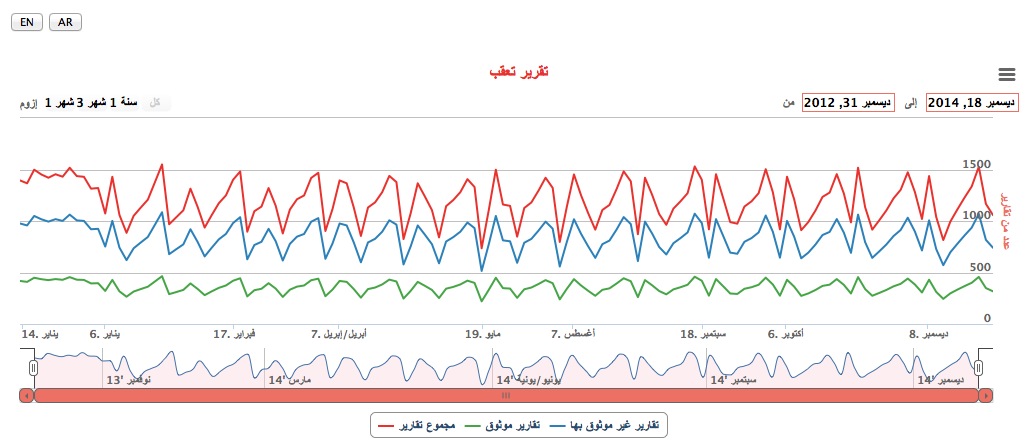 EN AR
تقرير تعقب
ديسمبر 18, 2014 إلى ديسمبر 31, 2012 من
كل سنة 1 شهر 3 شهر 1 إزوم
1500
1000
500
0
عدد من تقارير
يناير 14. يناير 6. فبراير 17. أبريل/إبريل 7. مايو 19. أغسطس 7. سبتمبر 18. أكتوبر 6. ديسمبر 8.
نوفمبر '13 مارس '14 يونيو/يونية '14 سبتمبر '14 ديسمبر '14
تقارير غير موثوق بها تقارير موثوق مجموع تقارير